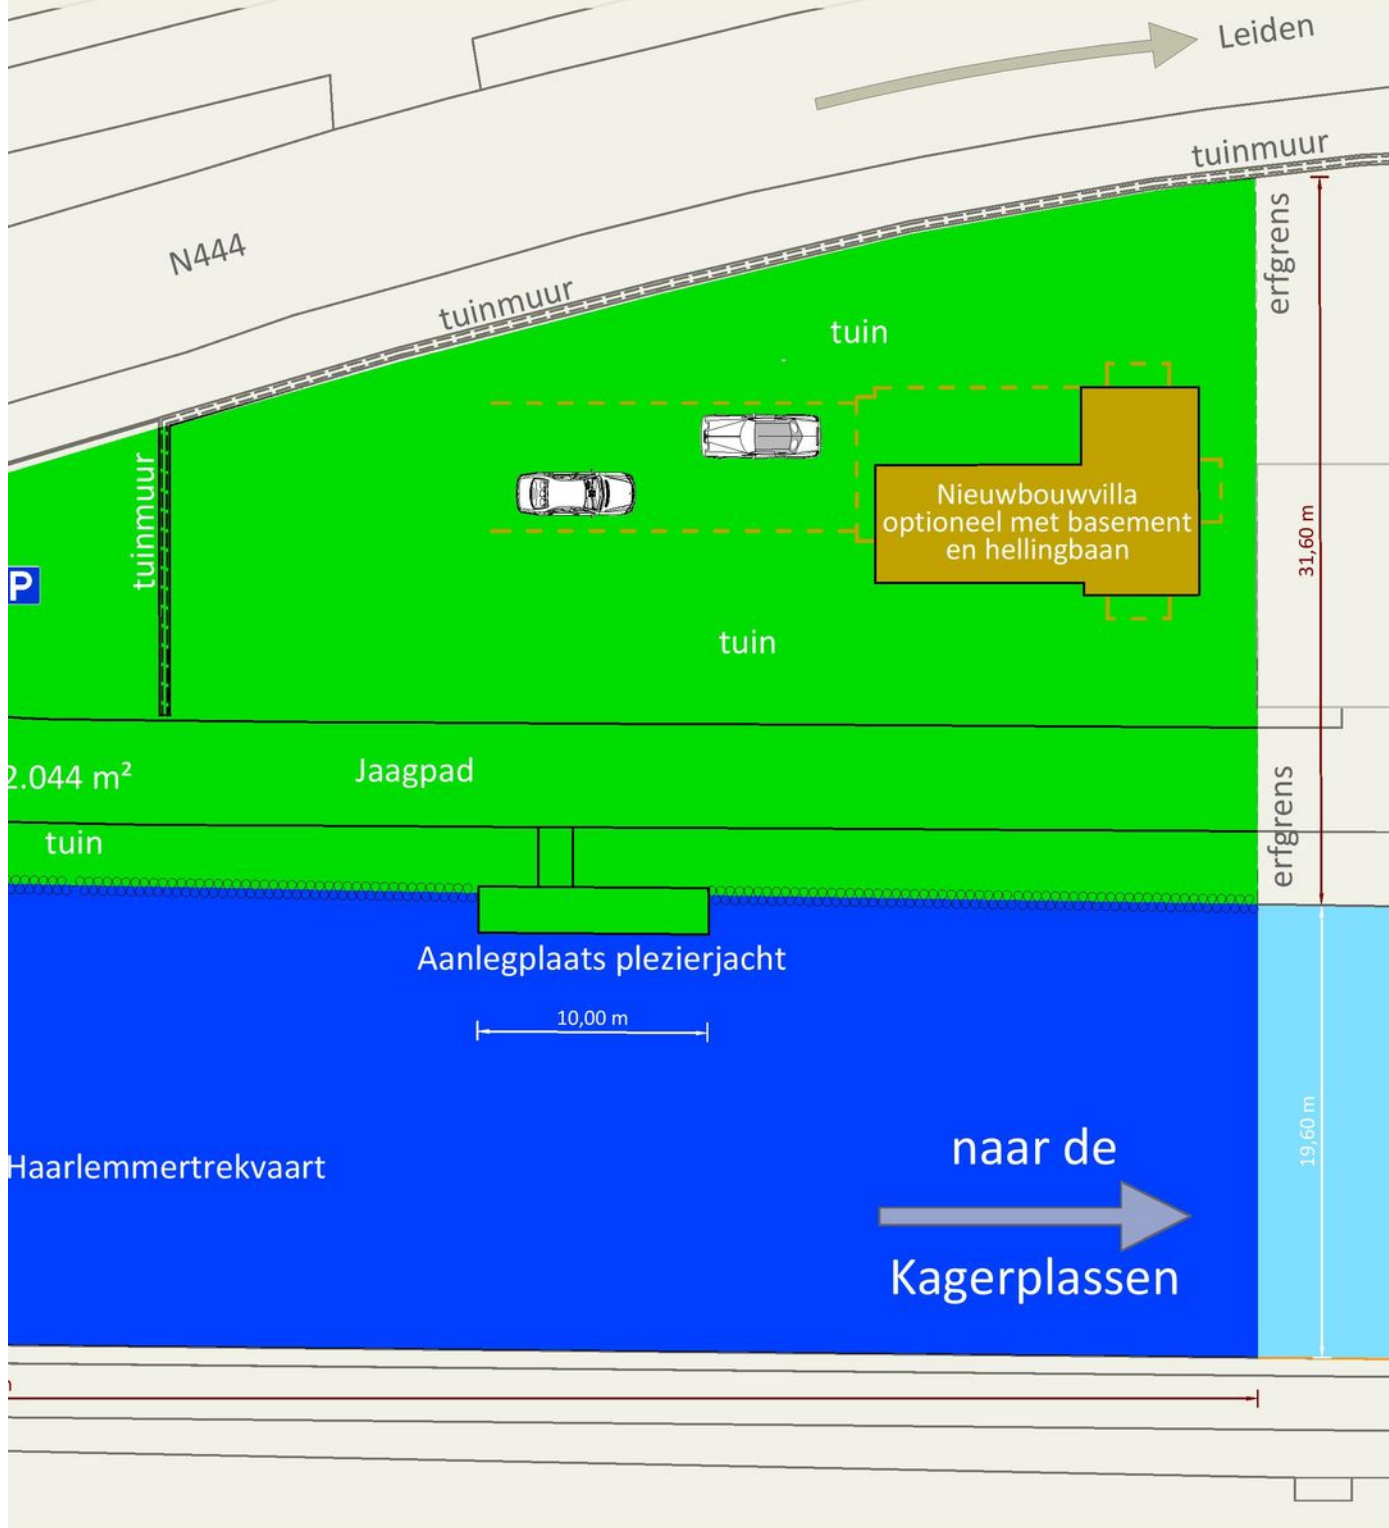 Leiden
tuinmuur
N444
erfgrens
tuinmuur
tuin
tuinmuur
Nieuwbouwvilla
optioneel met basement
en hellingbaan
31,60 m
P
tuin
2.044 m²
Jaagpad
erfgrens
tuin
Aanlegplaats plezierjacht
10,00 m
naar de
19,60 m
Haarlemmertrekvaart
Kagerplassen